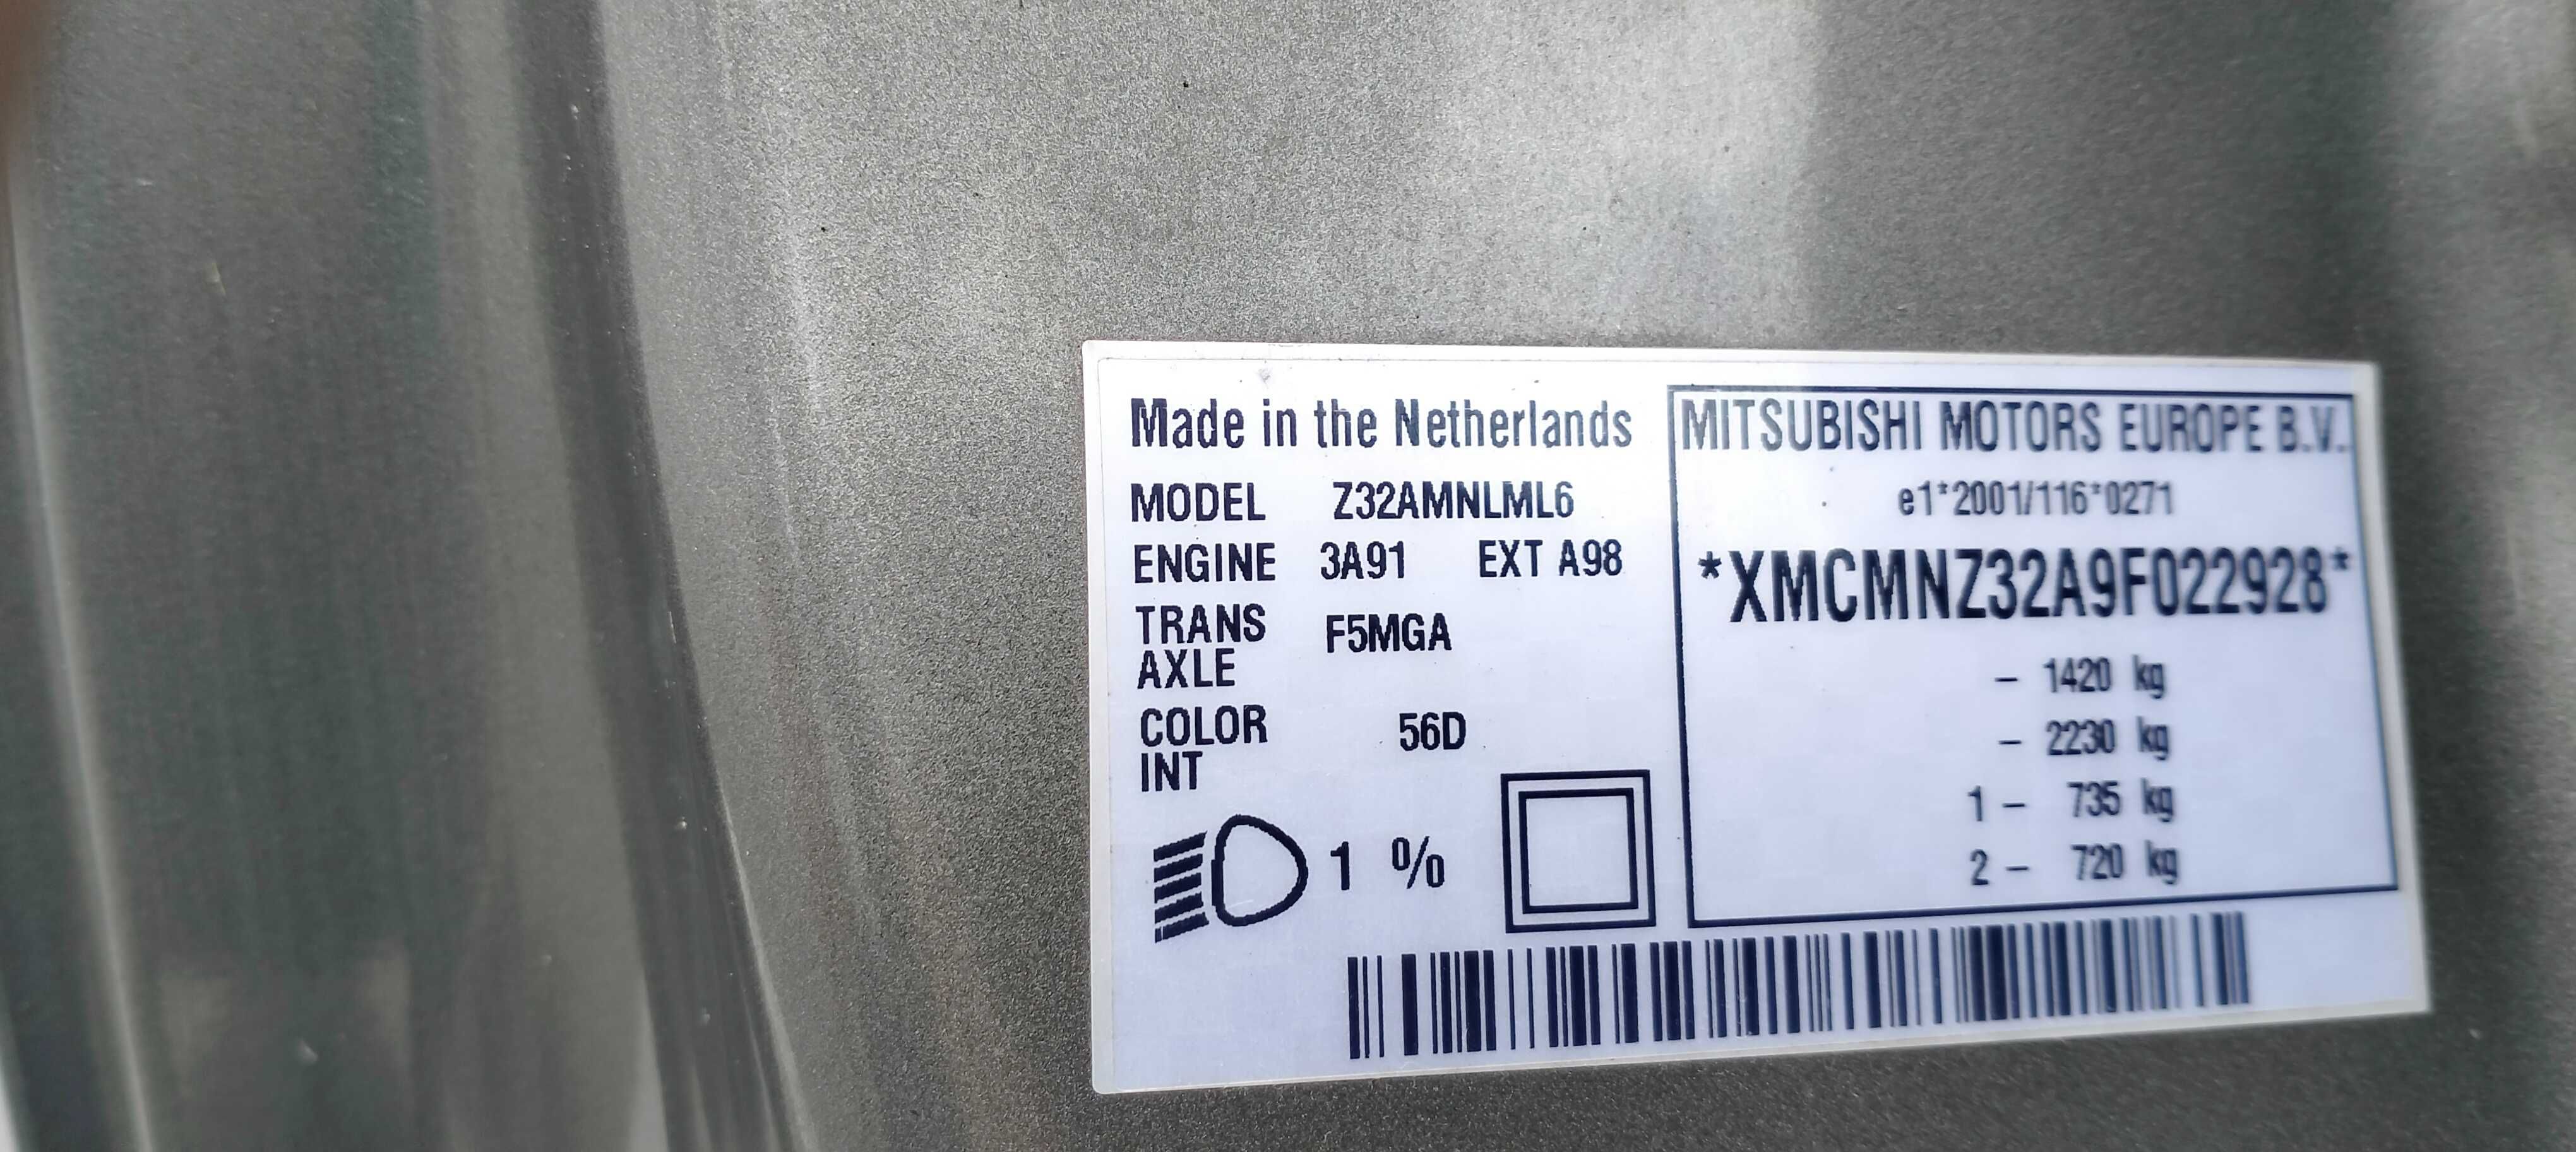 Made in the Netherlands
MODEL Z32AMNLML6
ENGINE 3A91 EXT A98
TRANS
AXLE F5MGA
COLOR 56D
INT
1 %
MITSUBISHI MOTORS EUROPE B.V.
e1*2001/116*0271
*XMCMNZ32A9F022928*
– 1420 kg
– 2230 kg
1 – 735 kg
2 – 720 kg